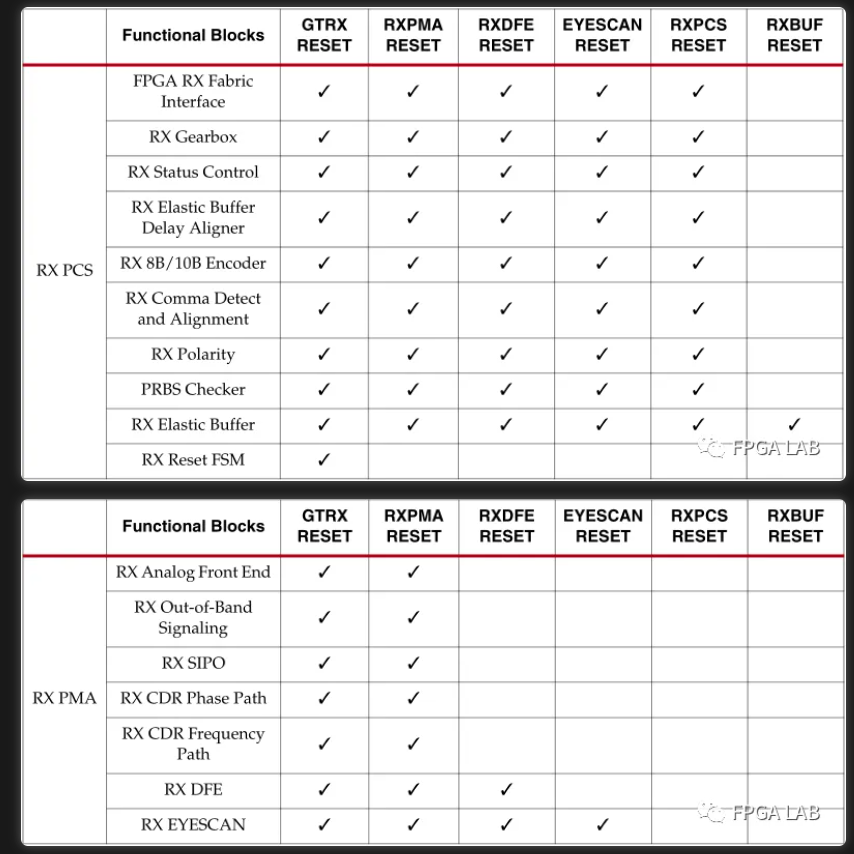 Functional Blocks GTRX RESET RXPMA RESET RXDFE RESET EYESCAN RESET RXPCS RESET RXBUF RESET
RX PCS
FPGA RX Fabric Interface ✓ ✓ ✓ ✓ ✓
RX Gearbox ✓ ✓ ✓ ✓ ✓
RX Status Control ✓ ✓ ✓ ✓ ✓
RX Elastic Buffer Delay Aligner ✓ ✓ ✓ ✓ ✓
RX 8B/10B Encoder ✓ ✓ ✓ ✓ ✓
RX Comma Detect and Alignment ✓ ✓ ✓ ✓ ✓
RX Polarity ✓ ✓ ✓ ✓ ✓
PRBS Checker ✓ ✓ ✓ ✓ ✓
RX Elastic Buffer ✓ ✓ ✓ ✓ ✓ ✓
RX Reset FSM ✓
FPGA LAB
Functional Blocks GTRX RESET RXPMA RESET RXDFE RESET EYESCAN RESET RXPCS RESET RXBUF RESET
RX PMA
RX Analog Front End ✓ ✓
RX Out-of-Band Signaling ✓ ✓
RX SIPO ✓ ✓
RX CDR Phase Path ✓ ✓
RX CDR Frequency Path ✓ ✓
RX DFE ✓ ✓ ✓
RX EYESCAN ✓ ✓ ✓ ✓
FPGA LAB